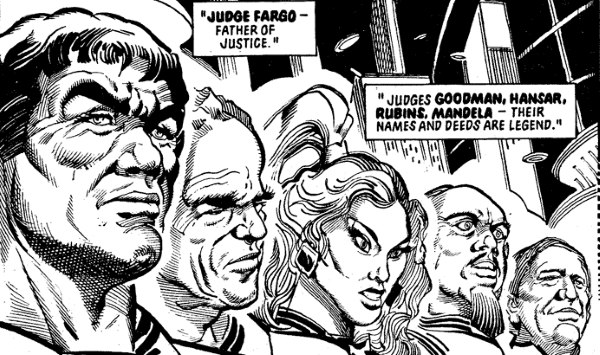 "JUDGE FARGO –
FATHER OF
JUSTICE."
"JUDGES GOODMAN, HANSAR,
RUBINS, MANDELA – THEIR
NAMES AND DEEDS ARE LEGEND."